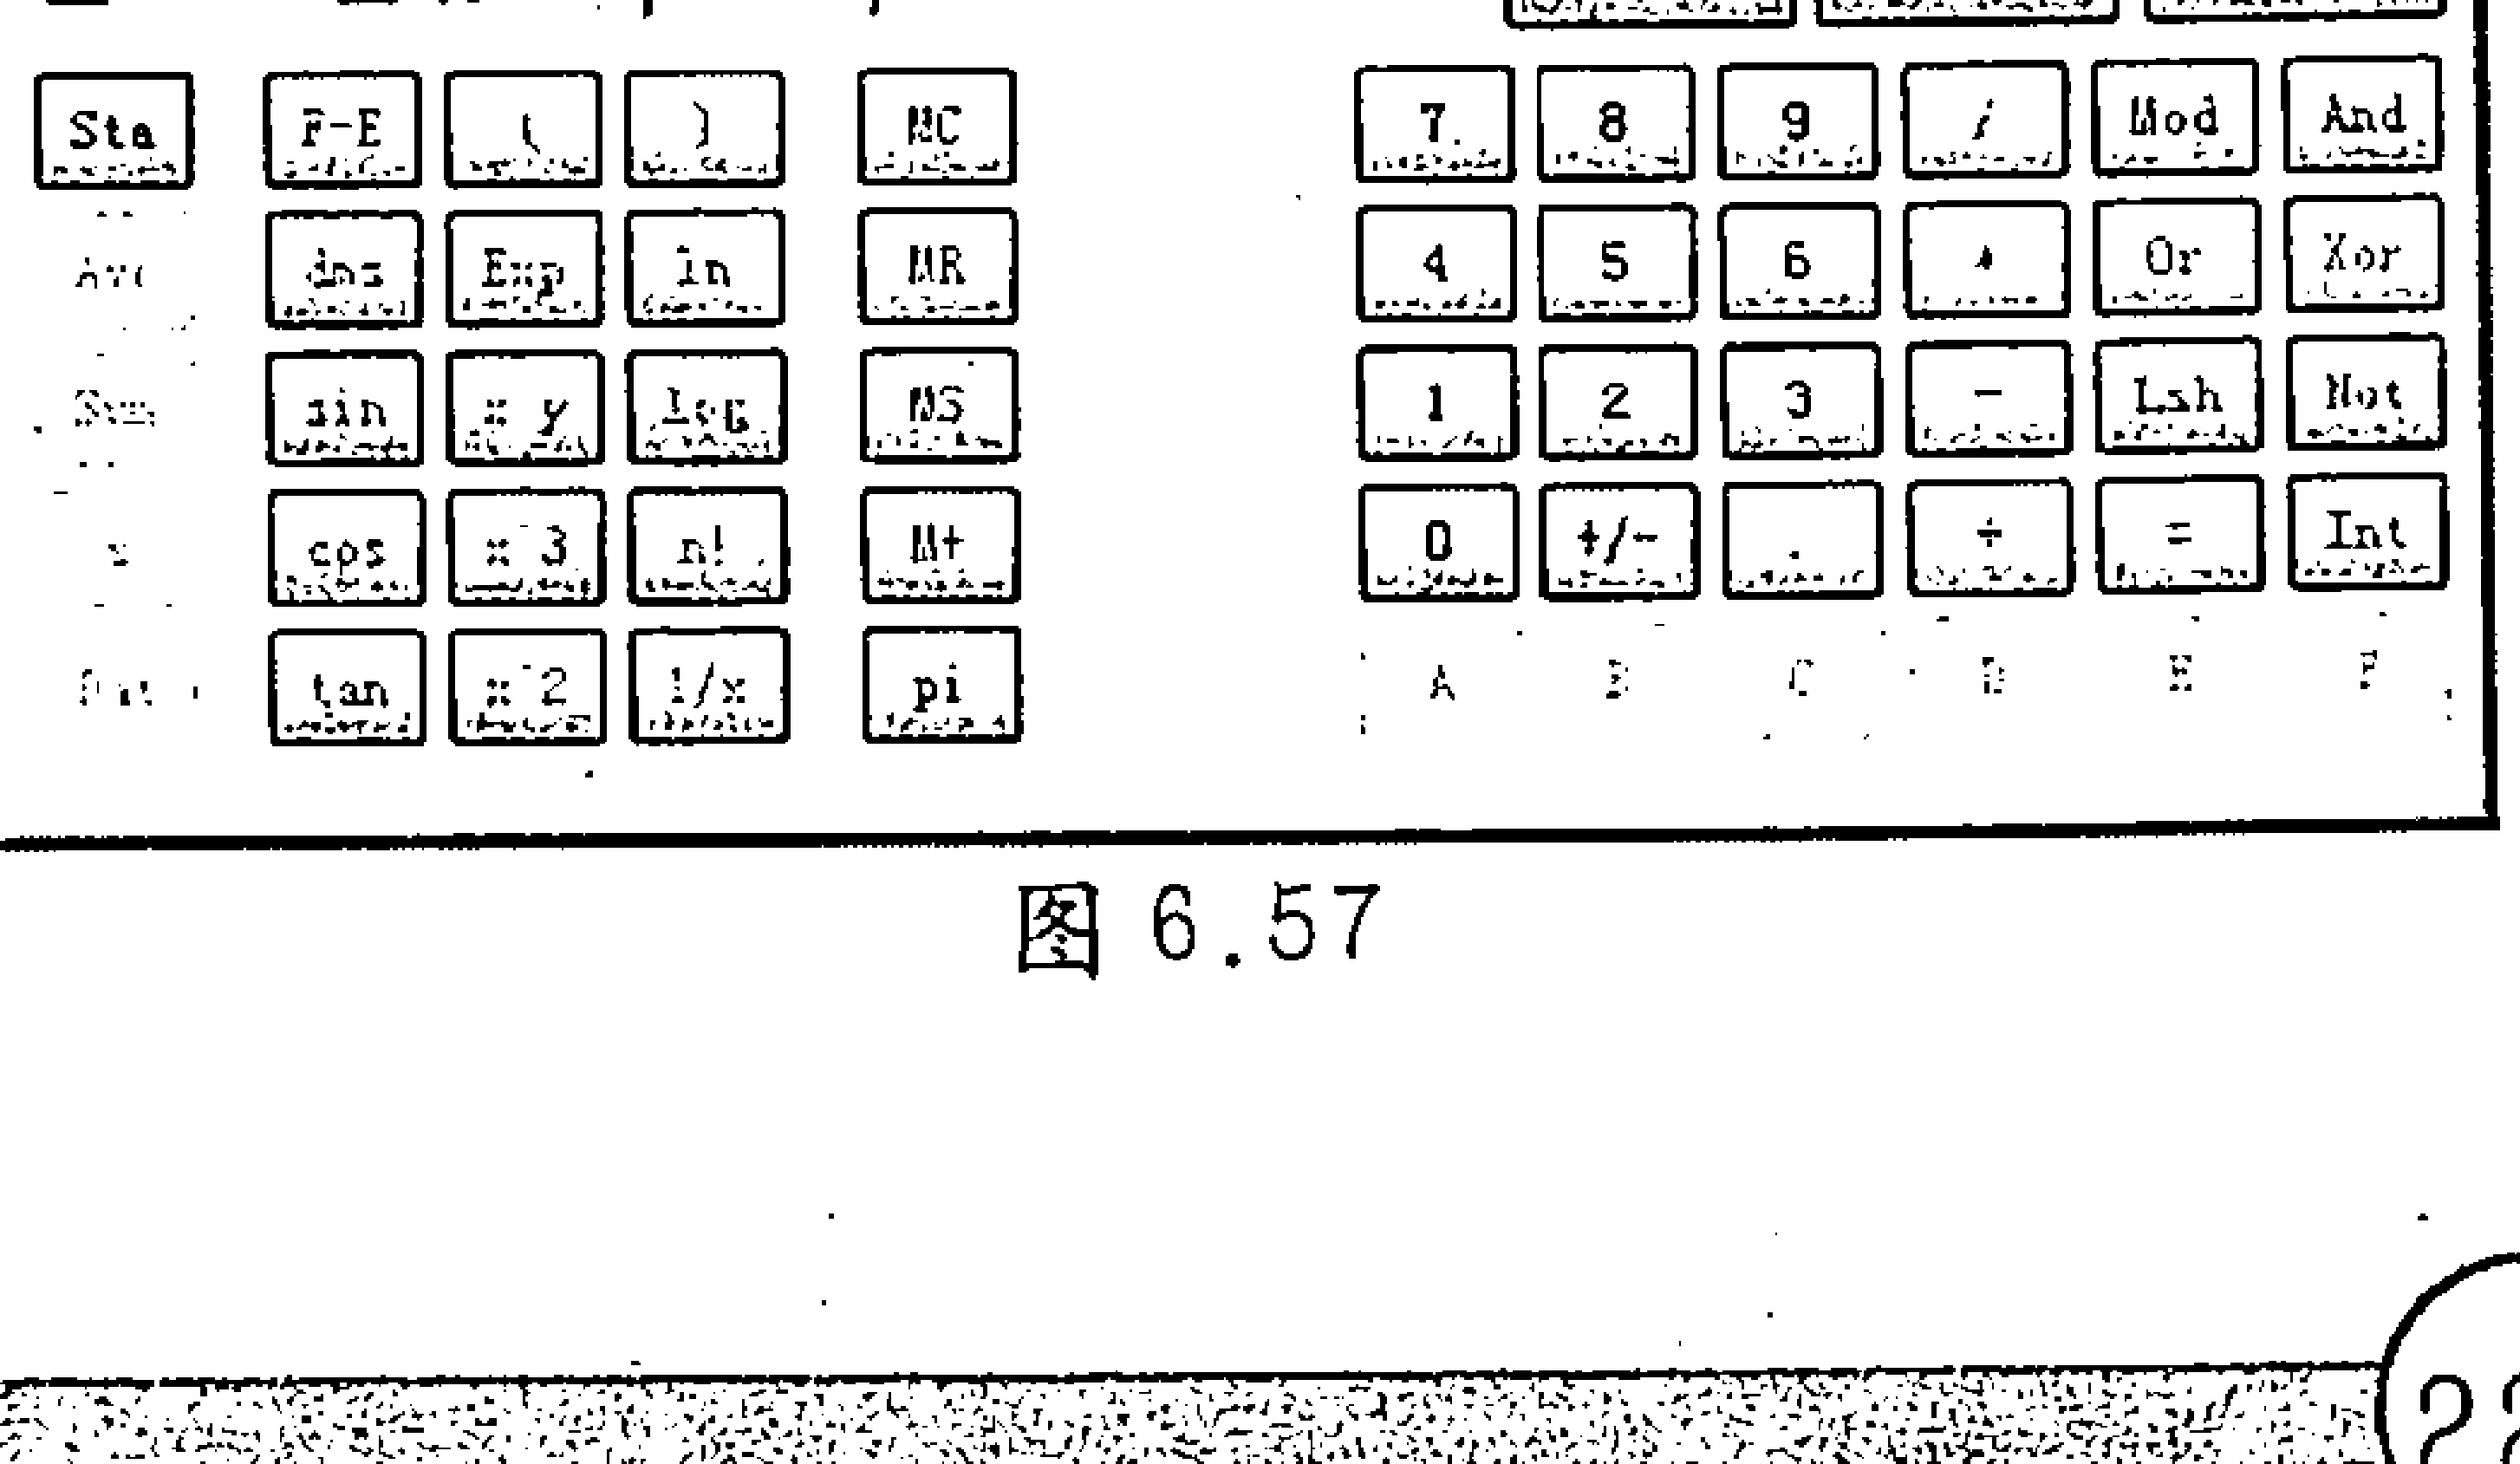 Sta F-E ( ) MC 7 8 9 / Mod And
dms Exp ln MR 4 5 6 * Or Xor
sin x^y log MS 1 2 3 - Lsh Not
cos x^3 n! M+ 0 +/- . + = Int
tan x^2 1/x pi A B C D E F
图 6.57